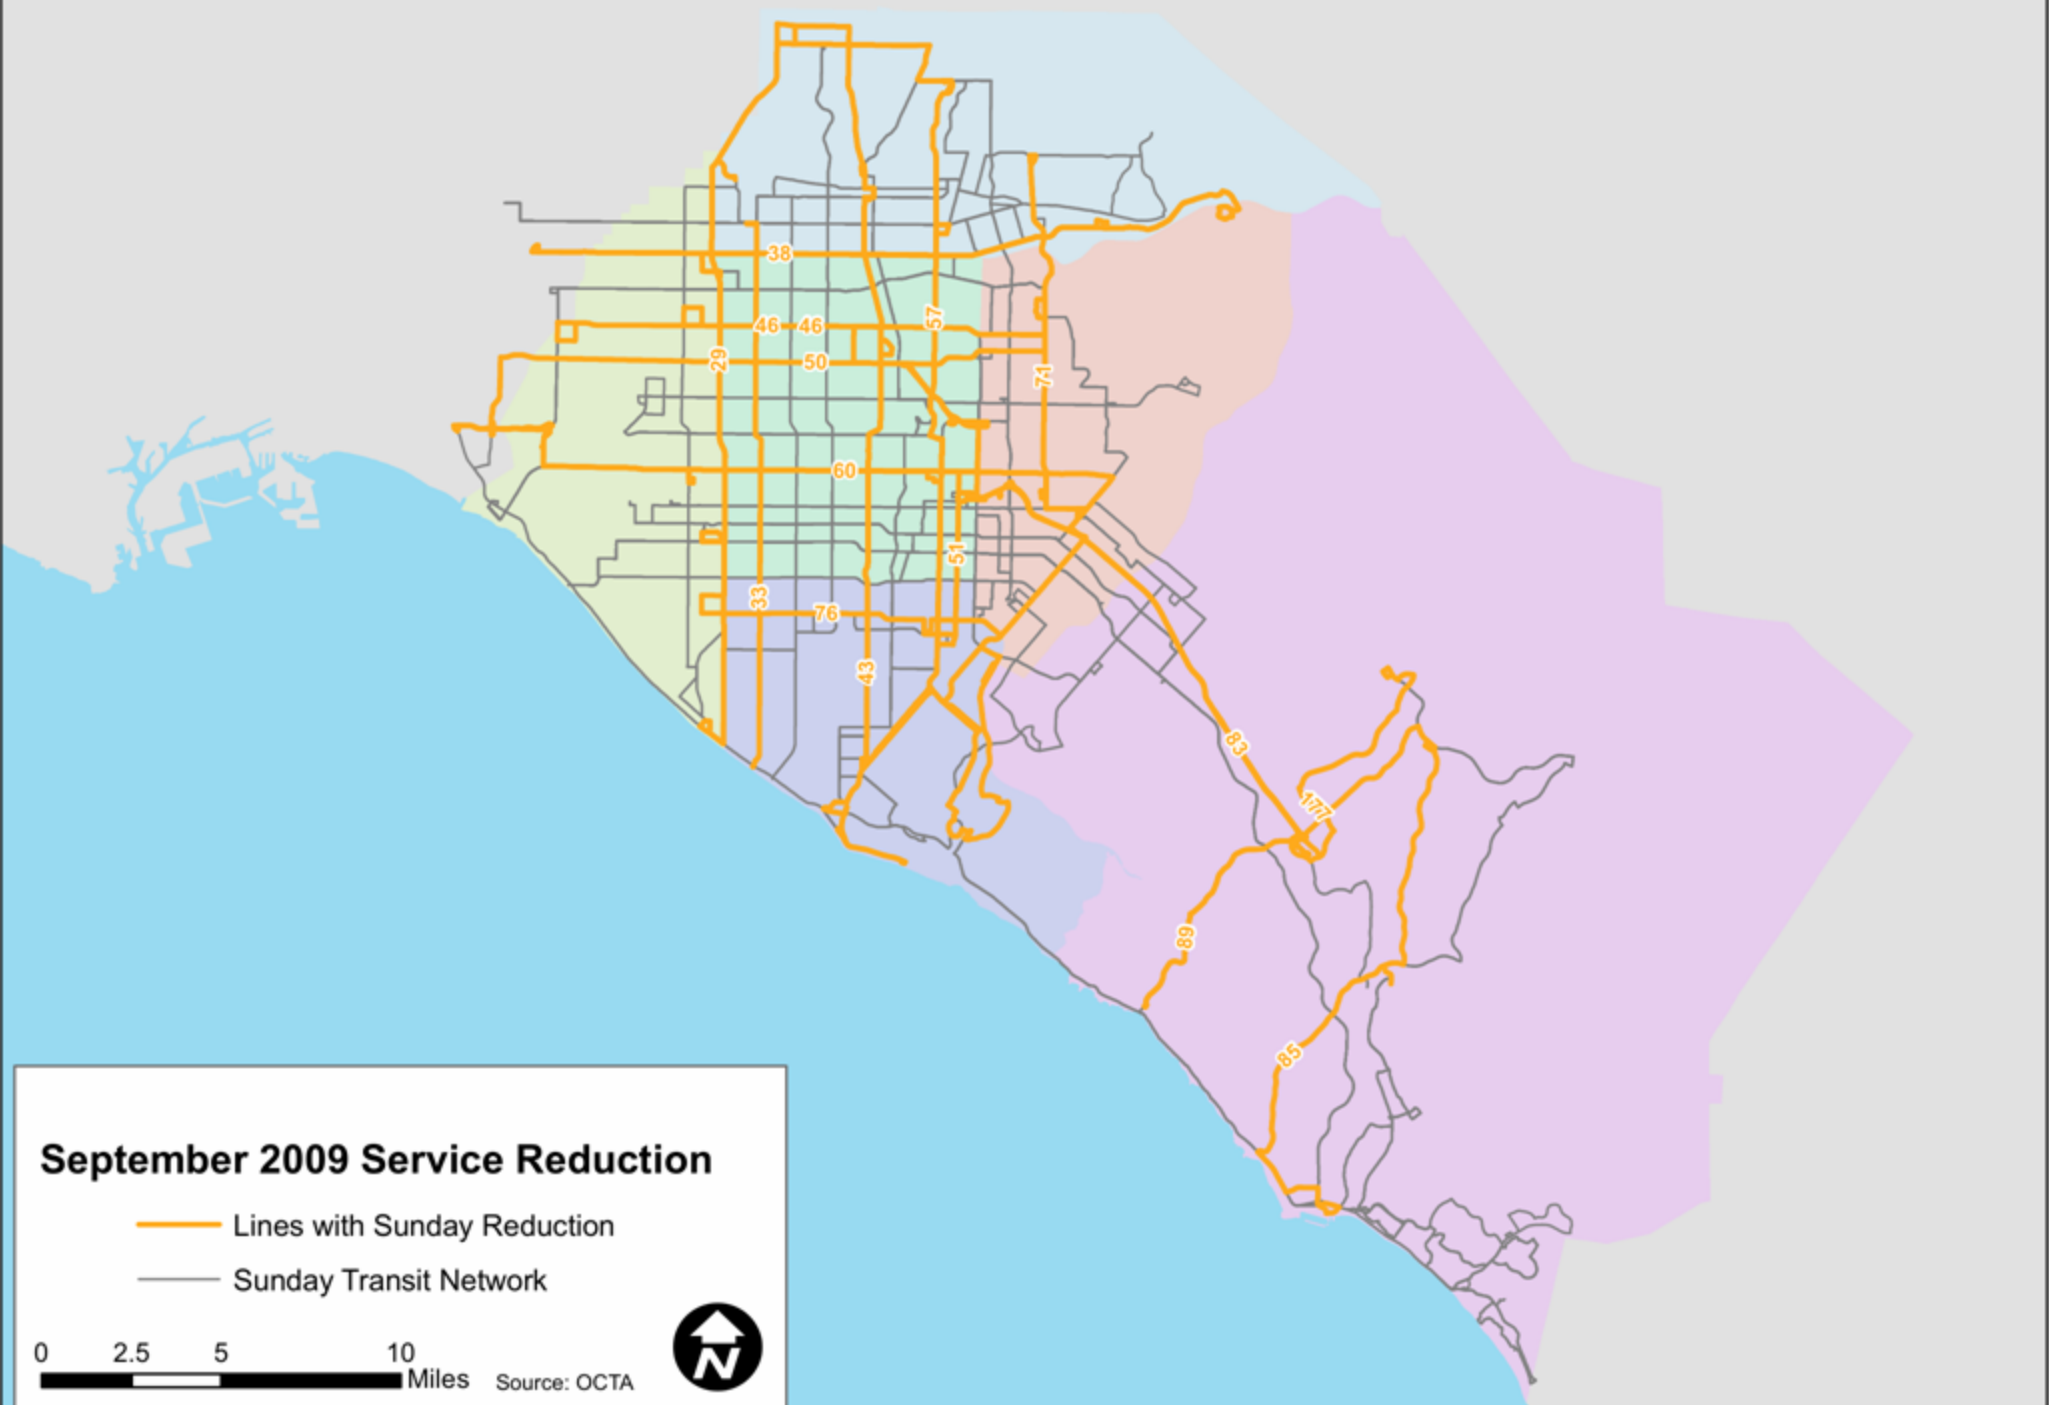 38
57
46 46
29
50
71
60
51
33
76
43
83
177
89
85
September 2009 Service Reduction
Lines with Sunday Reduction
Sunday Transit Network
0 2.5 5 10
Miles Source: OCTA
N